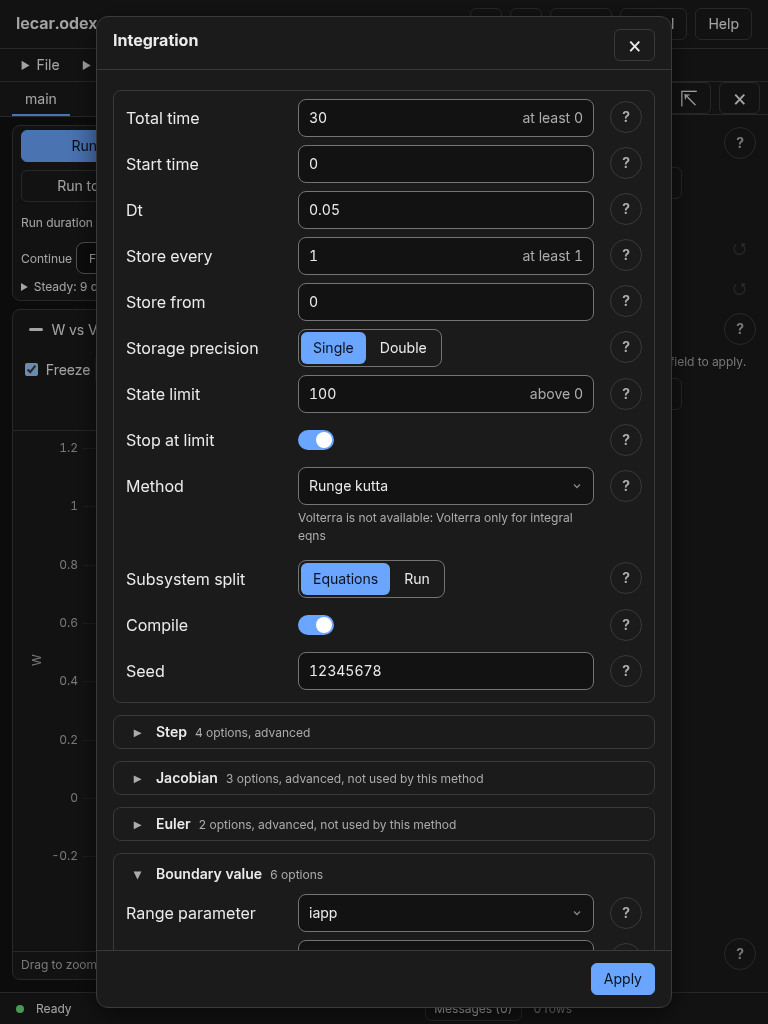 lecar.odex
Help
Integration
×
File
main
×
Total time
30
at least 0
?
Start time
0
?
Dt
0.05
?
Store every
1
at least 1
?
Store from
0
?
Storage precision
Single
Double
?
State limit
100
above 0
?
Stop at limit
?
Method
Runge kutta
?
Volterra is not available: Volterra only for integral
eqns
Subsystem split
Equations
Run
?
Compile
?
Seed
12345678
?
Step 4 options, advanced
Jacobian 3 options, advanced, not used by this method
Euler 2 options, advanced, not used by this method
Boundary value 6 options
Range parameter
iapp
?
Apply
Run
Run to
Run duration
Continue
F
Steady: 9
W vs V
Freeze
1.2
1
0.8
0.6
0.4
0.2
0
-0.2
W
Drag to zoom
?
?
field to apply.
?
Ready
Messages (0)
0 rows